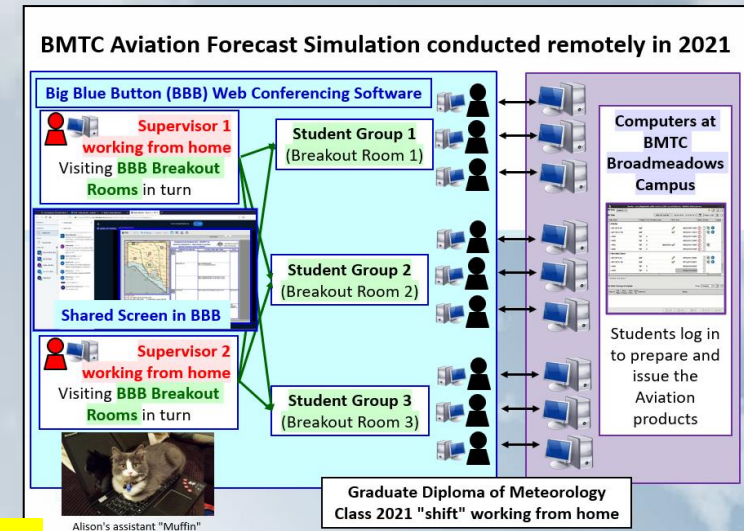 BMTC Aviation Forecast Simulation conducted remotely in 2021
Big Blue Button (BBB) Web Conferencing Software
Supervisor 1
working from home
Visiting BBB Breakout
Rooms in turn
Shared Screen in BBB
Supervisor 2
working from home
Visiting BBB Breakout
Rooms in turn
Alison's assistant "Muffin"
Student Group 1
(Breakout Room 1)
Student Group 2
(Breakout Room 2)
Student Group 3
(Breakout Room 3)
Computers at
BMTC
Broadmeadows
Campus
Students log in
to prepare and
issue the
Aviation
products
Graduate Diploma of Meteorology
Class 2021 "shift" working from home